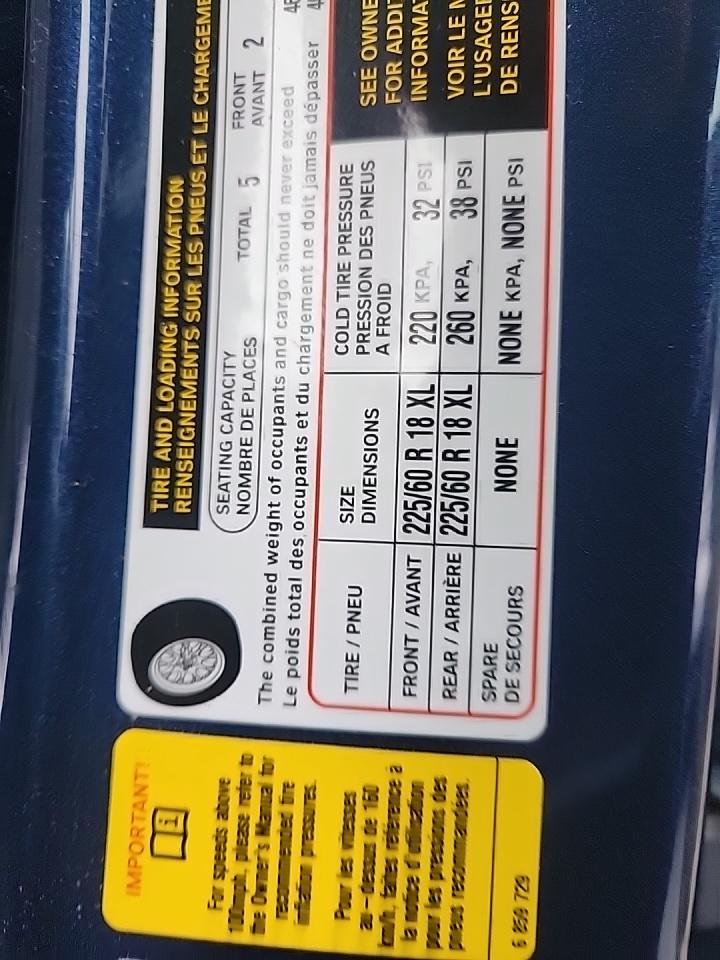 IMPORTANT!
For speeds above
100mph, please refer to
the Owner's Manual for
recommended tire
inflation pressures.
Pour les vitesses
au-dessus de 160
km/h, faites référence à
la notice d'utilisation
pour les pressions des
pneus recommandées.
6 859 729
TIRE AND LOADING INFORMATION
RENSEIGNEMENTS SUR LES PNEUS ET LE CHARGEME
SEATING CAPACITY TOTAL 5 FRONT 2
NOMBRE DE PLACES AVANT
The combined weight of occupants and cargo should never exceed
Le poids total des occupants et du chargement ne doit jamais dépasser
TIRE / PNEU SIZE DIMENSIONS COLD TIRE PRESSURE PRESSION DES PNEUS A FROID
FRONT / AVANT 225/60 R 18 XL 220 KPA, 32 PSI
REAR / ARRIÈRE 225/60 R 18 XL 260 KPA, 38 PSI
SPARE DE SECOURS NONE NONE KPA, NONE PSI
SEE OWNE
FOR ADDIT
INFORMAT
VOIR LE M
L'USAGER
DE RENS